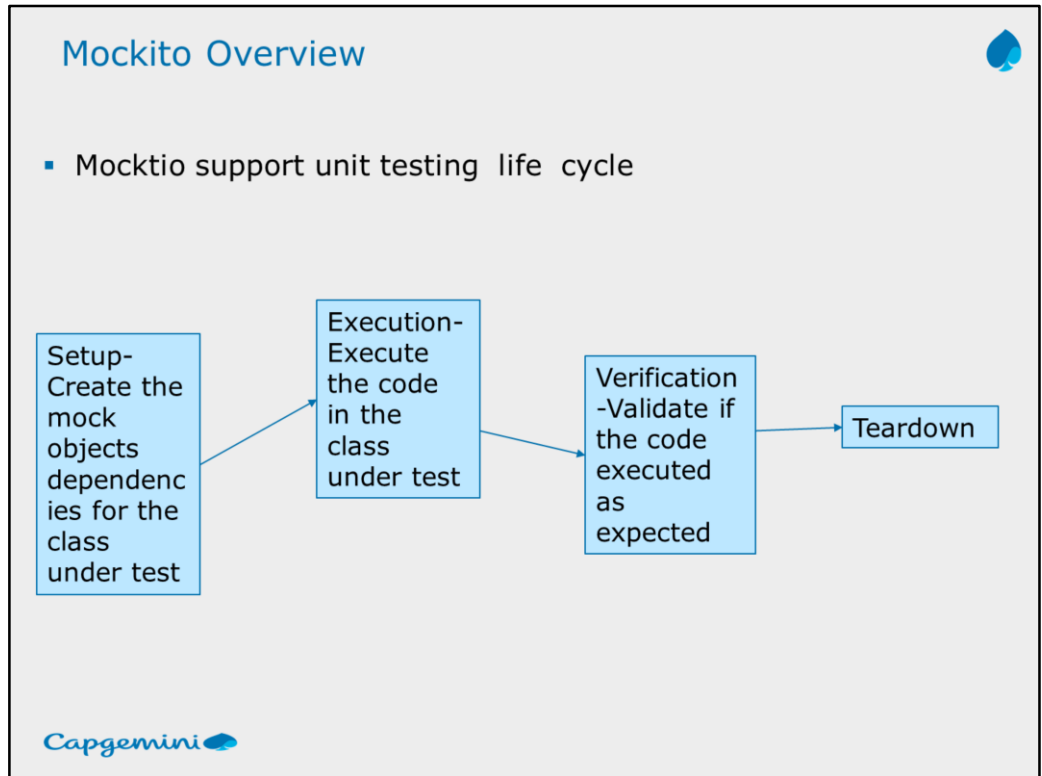 Mockito Overview
▪ Mocktio support unit testing life cycle
Setup-
Create the
mock
objects
dependenc
ies for the
class
under test
Execution-
Execute
the code
in the
class
under test
Verification
-Validate if
the code
executed
as
expected
Teardown
Capgemini